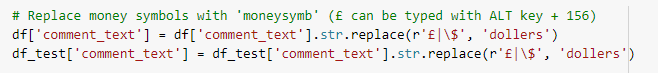 # Replace money symbols with 'moneysymb' (£ can be typed with ALT key + 156)
df['comment_text'] = df['comment_text'].str.replace(r'£|\$', 'dollers')
df_test['comment_text'] = df_test['comment_text'].str.replace(r'£|\$', 'dollers')